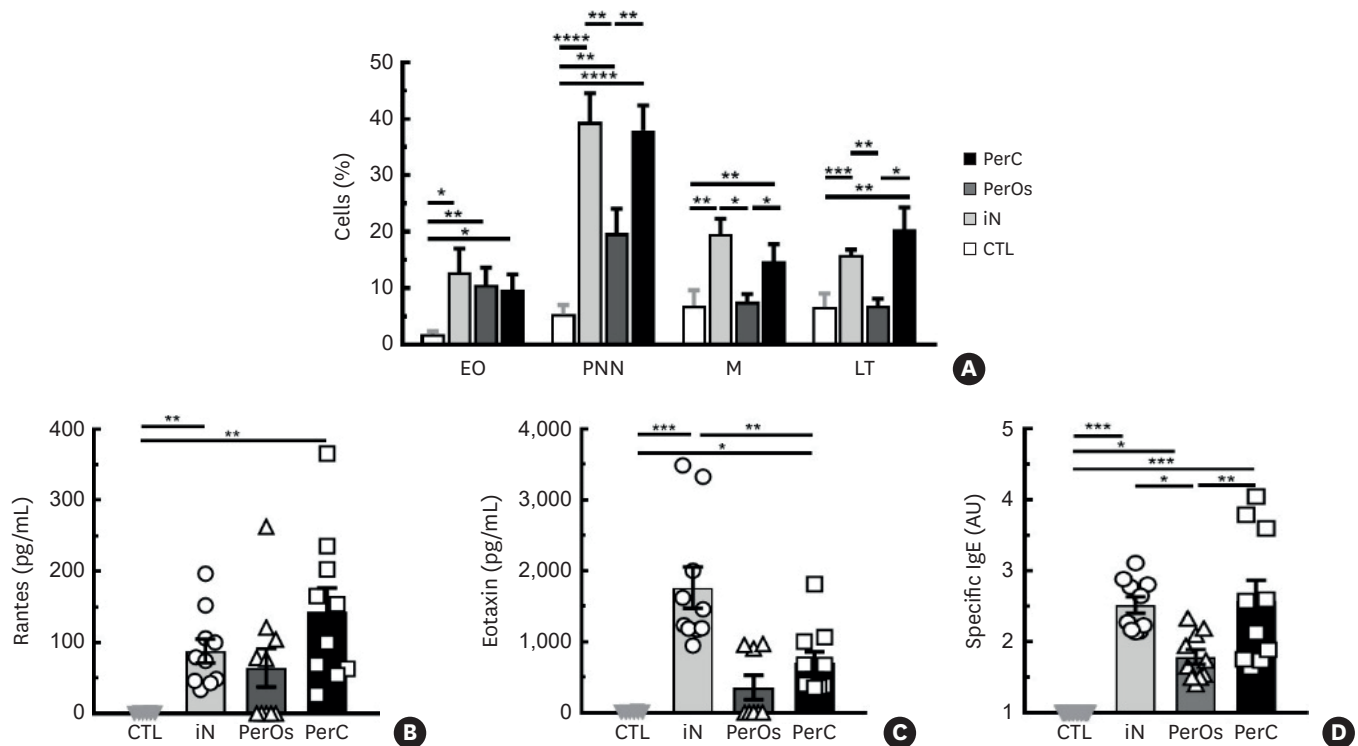 ** **
****
**
****
50
40
30
20
10
0
Cells (%)
*
**
*
**
** * *
**
*** *
**
EO PNN M LT
PerC
PerOs
iN
CTL
A
400
300
200
100
0
Rantes (pg/mL)
**
**
CTL iN PerOs PerC
B
4,000
3,000
2,000
1,000
0
Eotaxin (pg/mL)
*** **
*
CTL iN PerOs PerC
C
5
4
3
2
1
Specific IgE (AU)
***
*
***
* **
CTL iN PerOs PerC
D